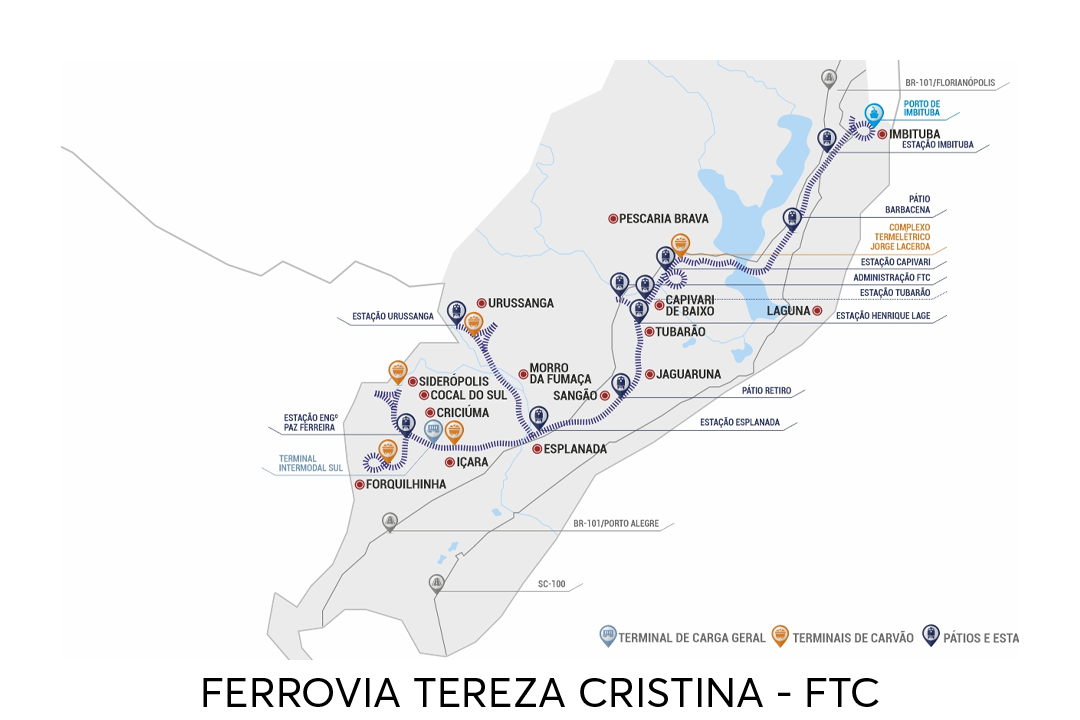 BR-101/FLORIANÓPOLIS
PORTO DE
IMBITUBA
IMBITUBA
ESTAÇÃO IMBITUBA
PÁTIO
BARBACENA
PESCARIA BRAVA
COMPLEXO
TERMELÉTRICO
JORGE LACERDA
ESTAÇÃO CAPIVARI
ADMINISTRAÇÃO FTC
ESTAÇÃO TUBARÃO
CAPIVARI
DE BAIXO
LAGUNA
ESTAÇÃO HENRIQUE LAGE
URUSSANGA
ESTAÇÃO URUSSANGA
TUBARÃO
MORRO
DA FUMAÇA
JAGUARUNA
SIDERÓPOLIS
COCAL DO SUL
SANGÃO
PÁTIO RETIRO
CRICIÚMA
ESTAÇÃO ENGº
PAZ FERREIRA
ESTAÇÃO ESPLANADA
ESPLANADA
TERMINAL
INTERMODAL SUL
IÇARA
FORQUILHINHA
BR-101/PORTO ALEGRE
SC-100
TERMINAL DE CARGA GERAL
TERMINAIS DE CARVÃO
PÁTIOS E ESTA
FERROVIA TEREZA CRISTINA - FTC